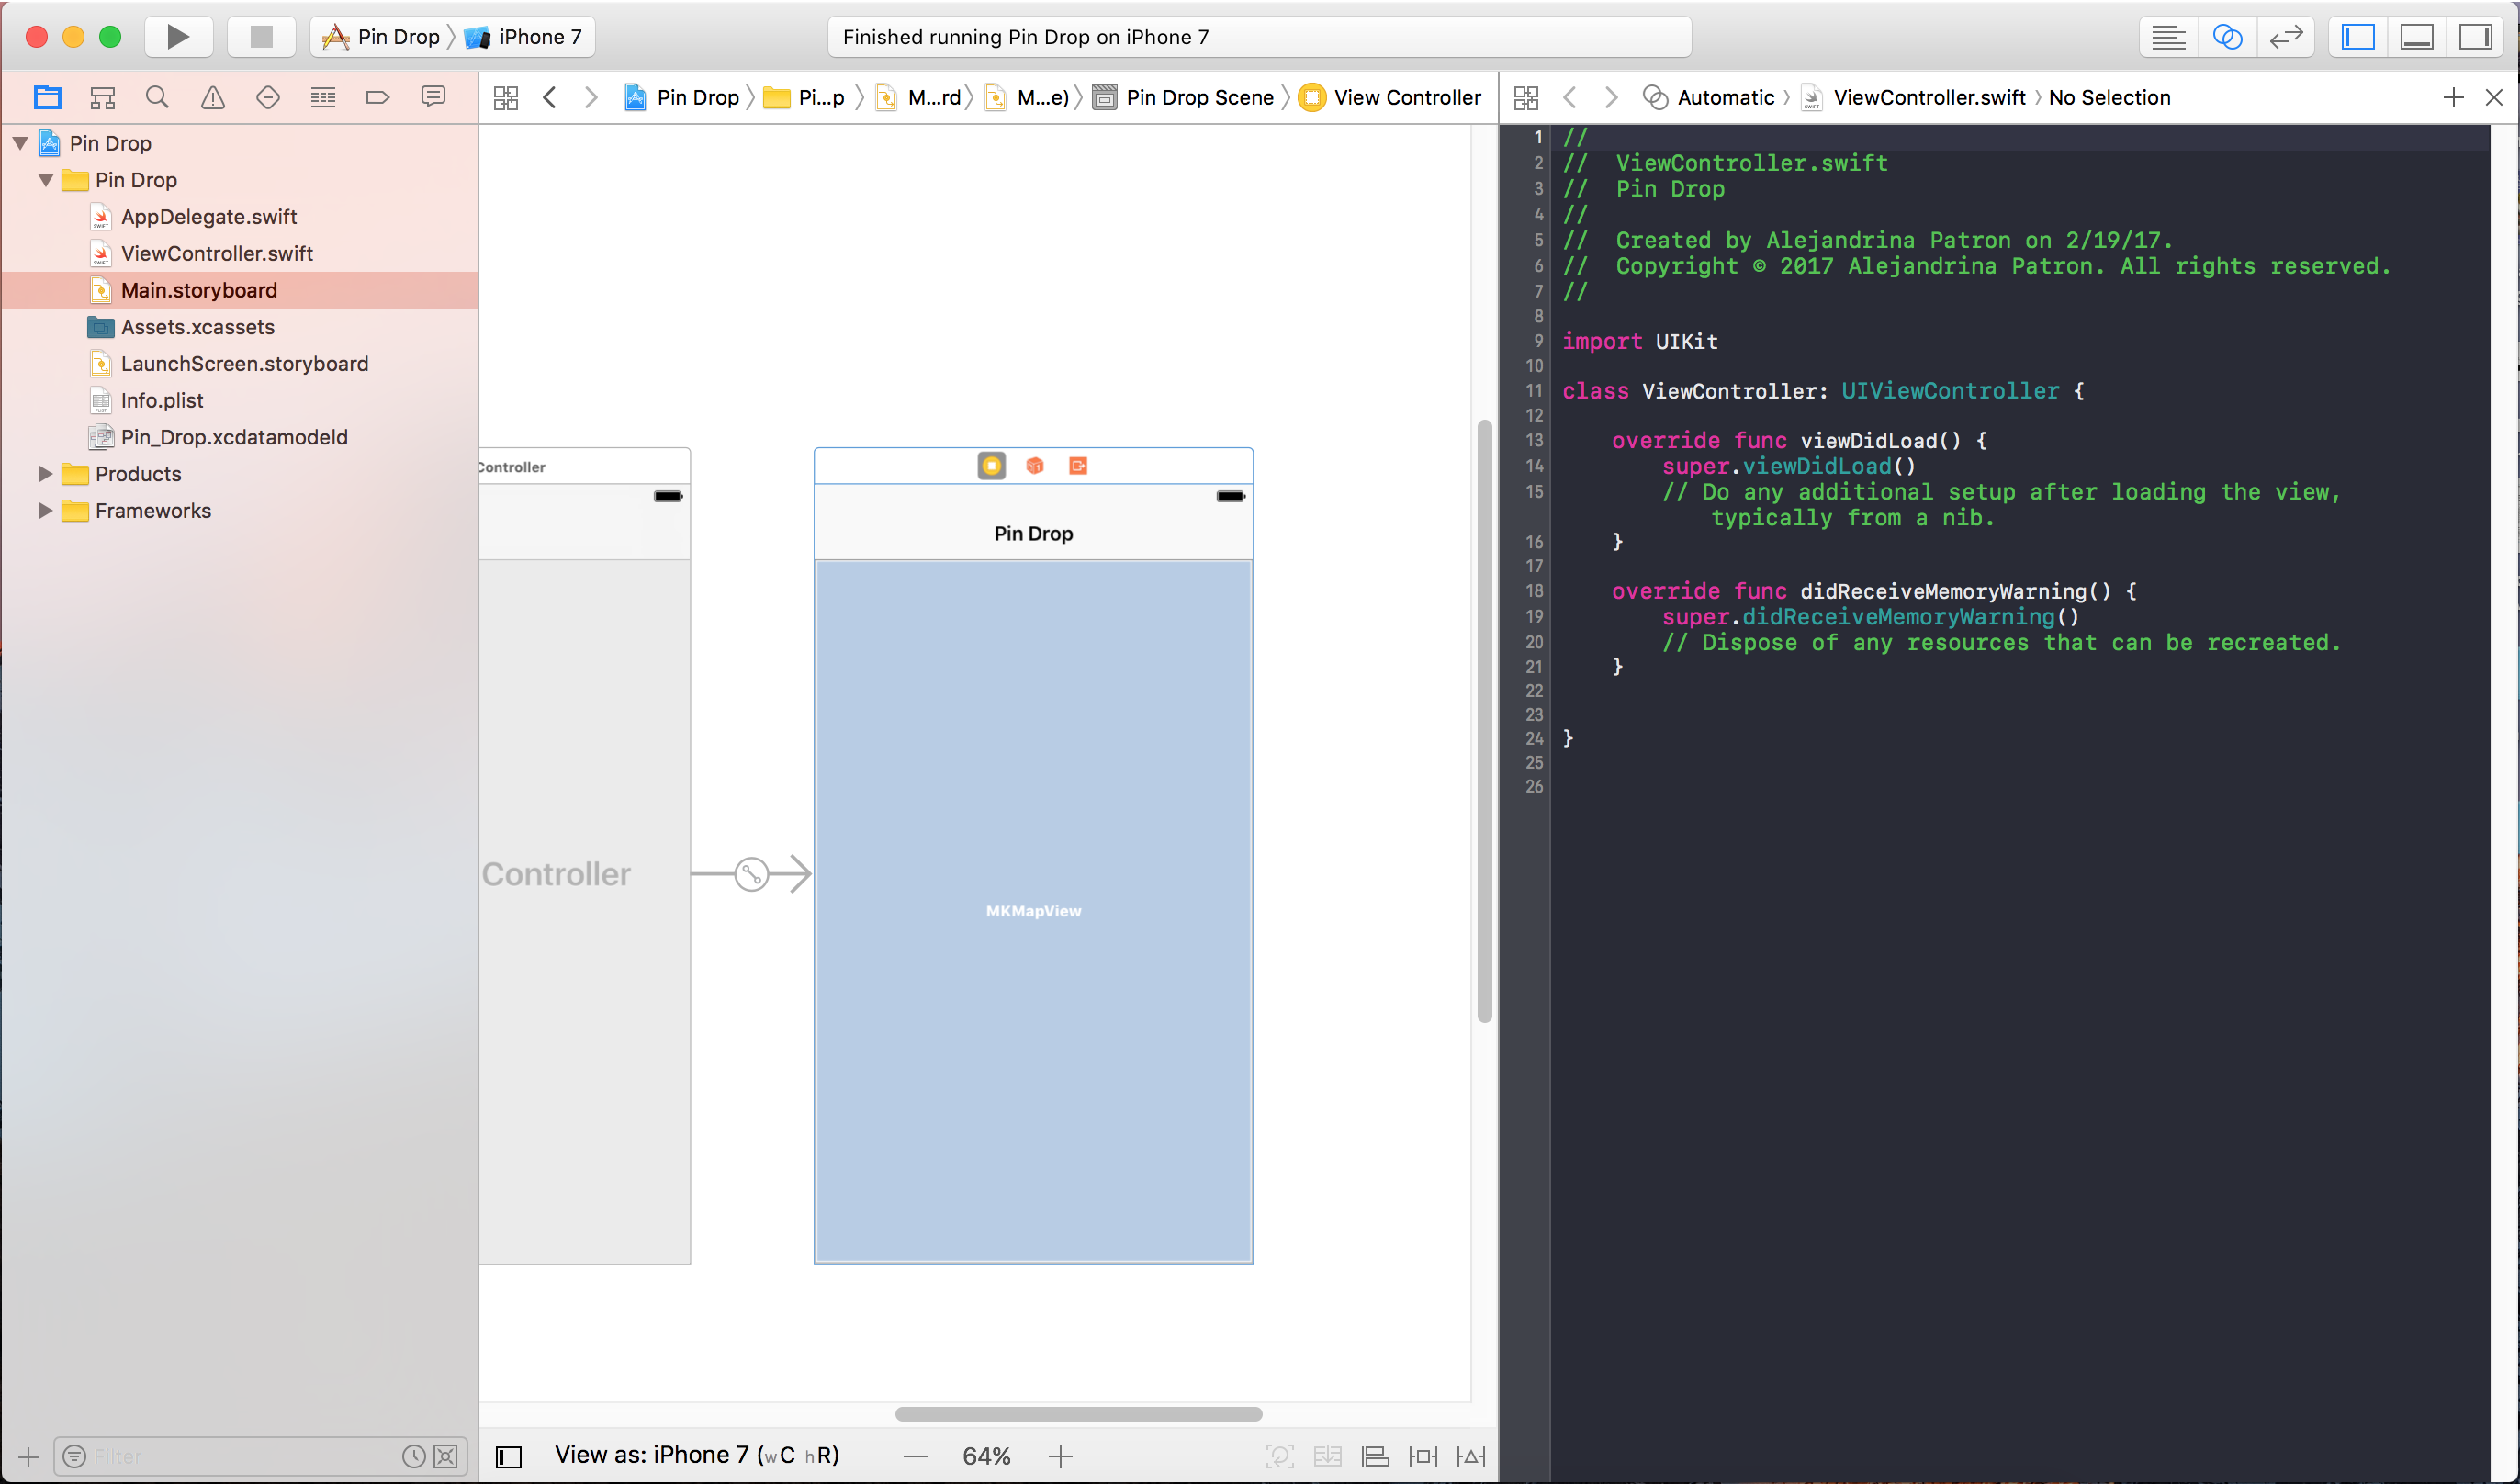 Pin Drop iPhone 7
Finished running Pin Drop on iPhone 7
Pin Drop Pi...p M...rd M...e) Pin Drop Scene View Controller
Automatic ViewController.swift No Selection
Pin Drop
Pin Drop
AppDelegate.swift
ViewController.swift
Main.storyboard
Assets.xcassets
LaunchScreen.storyboard
Info.plist
Pin_Drop.xcdatamodeld
Products
Frameworks
Filter
Controller
Controller
Pin Drop
MKMapView
View as: iPhone 7 (wC hR)
64%
1 //
2 // ViewController.swift
3 // Pin Drop
4 //
5 // Created by Alejandrina Patron on 2/19/17.
6 // Copyright © 2017 Alejandrina Patron. All rights reserved.
7 //
8
9 import UIKit
10
11 class ViewController: UIViewController {
12
13 override func viewDidLoad() {
14 super.viewDidLoad()
15 // Do any additional setup after loading the view,
typically from a nib.
16 }
17
18 override func didReceiveMemoryWarning() {
19 super.didReceiveMemoryWarning()
20 // Dispose of any resources that can be recreated.
21 }
22
23
24 }
25
26